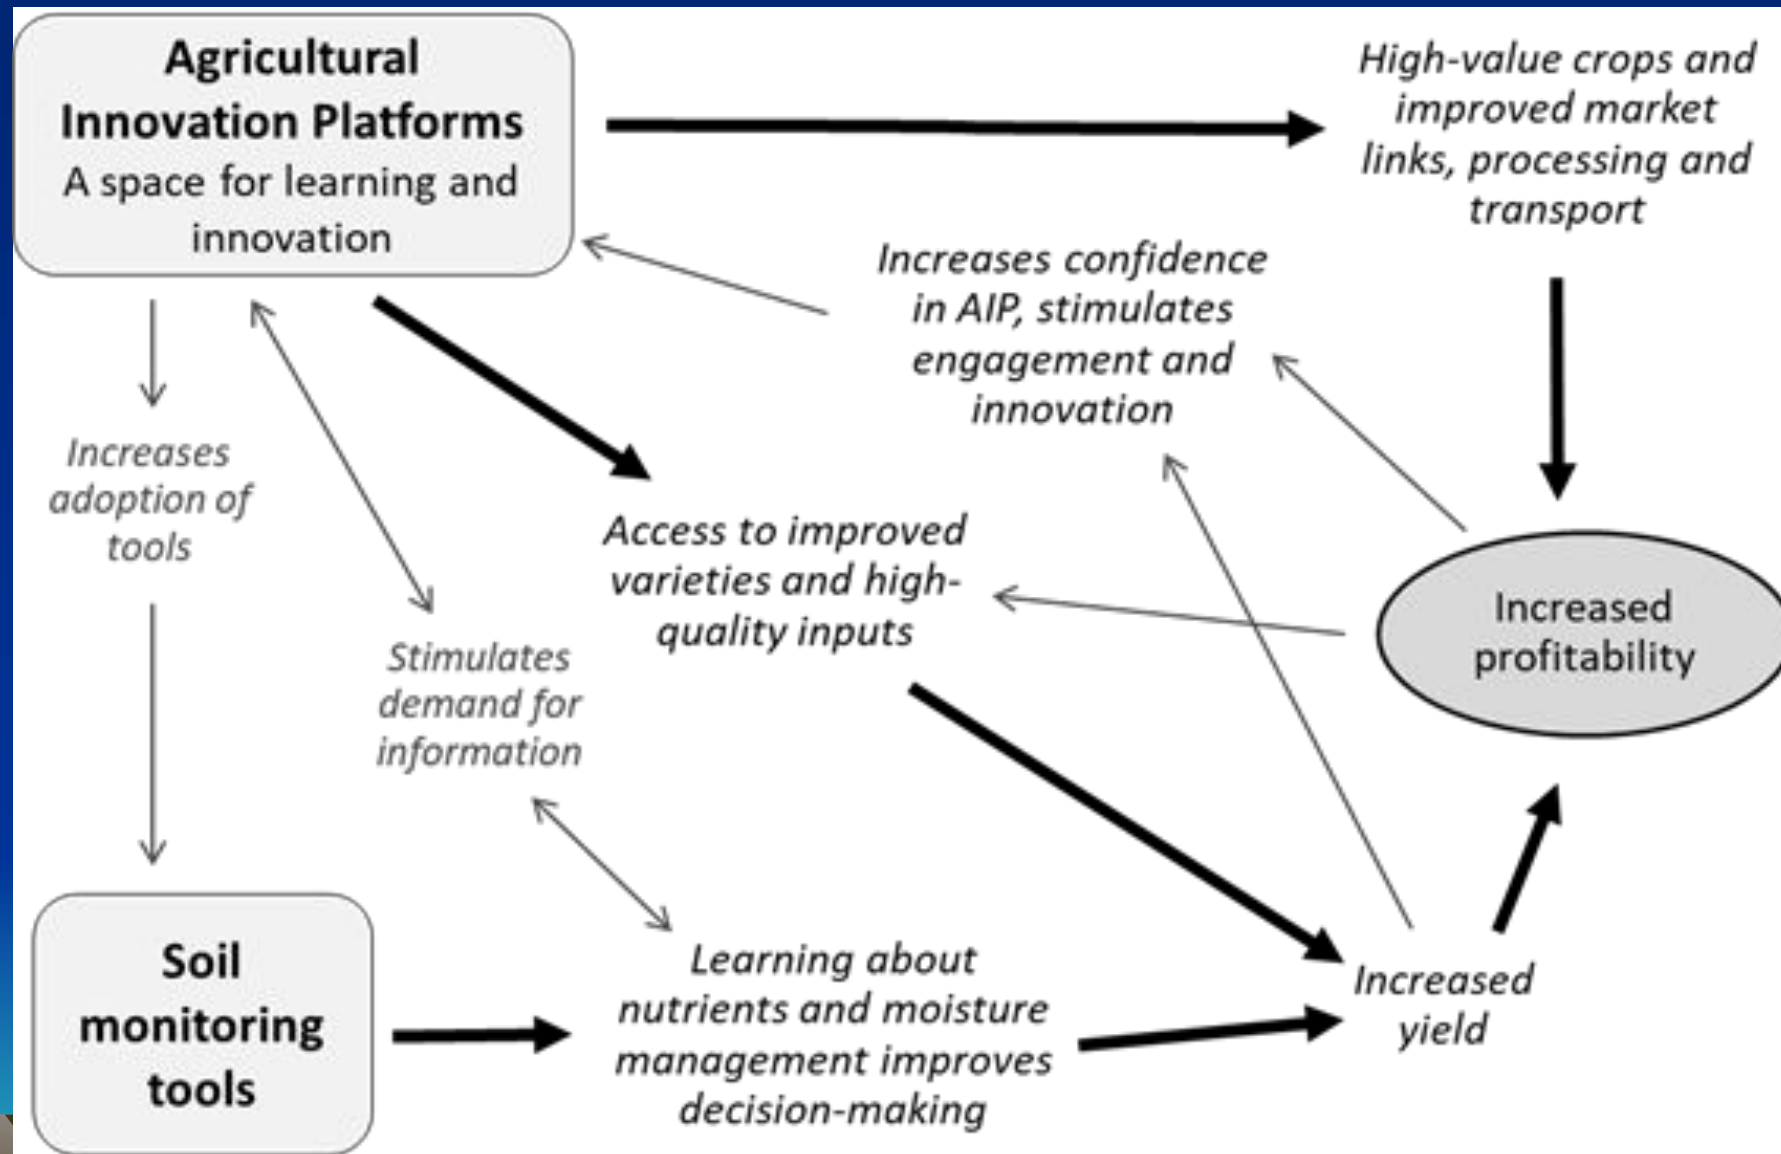 Agricultural
Innovation Platforms
A space for learning and
innovation
High-value crops and
improved market
links, processing and
transport
Increases confidence
in AIP, stimulates
engagement and
innovation
Increases
adoption of
tools
Access to improved
varieties and high-
quality inputs
Increased
profitability
Stimulates
demand for
information
Soil
monitoring
tools
Learning about
nutrients and moisture
management improves
decision-making
Increased
yield